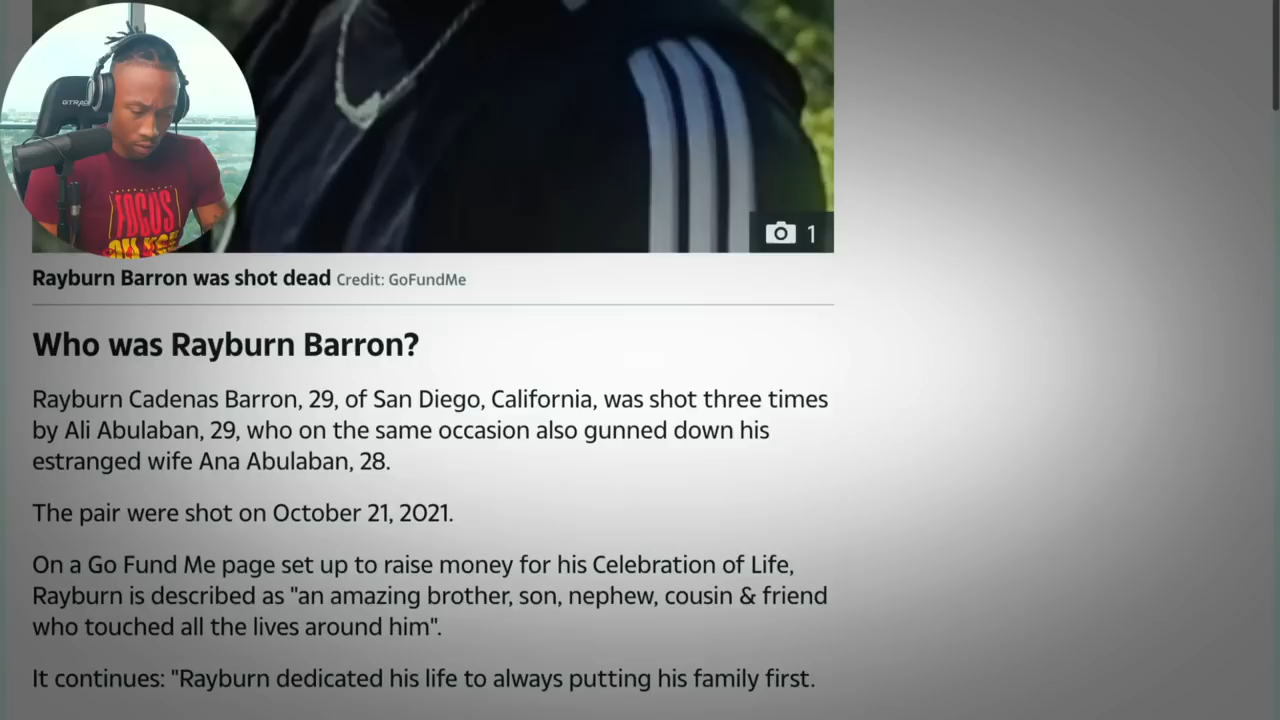 GTRAC
FOCUS
1
Rayburn Barron was shot dead Credit: GoFundMe
Who was Rayburn Barron?
Rayburn Cadenas Barron, 29, of San Diego, California, was shot three times
by Ali Abulaban, 29, who on the same occasion also gunned down his
estranged wife Ana Abulaban, 28.
The pair were shot on October 21, 2021.
On a Go Fund Me page set up to raise money for his Celebration of Life,
Rayburn is described as "an amazing brother, son, nephew, cousin & friend
who touched all the lives around him".
It continues: "Rayburn dedicated his life to always putting his family first.